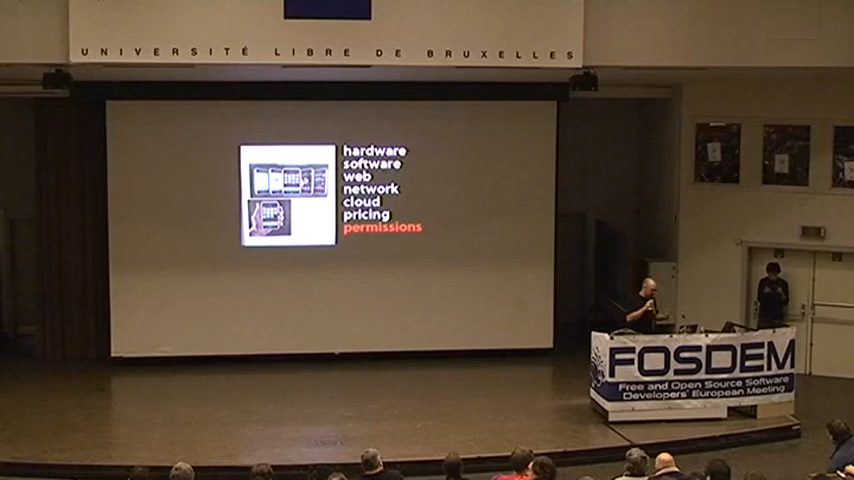 UNIVERSITÉ LIBRE DE BRUXELLES
hardware
software
web
network
cloud
pricing
permissions
FOSDEM
Free and Open Source Software
Developers' European Meeting